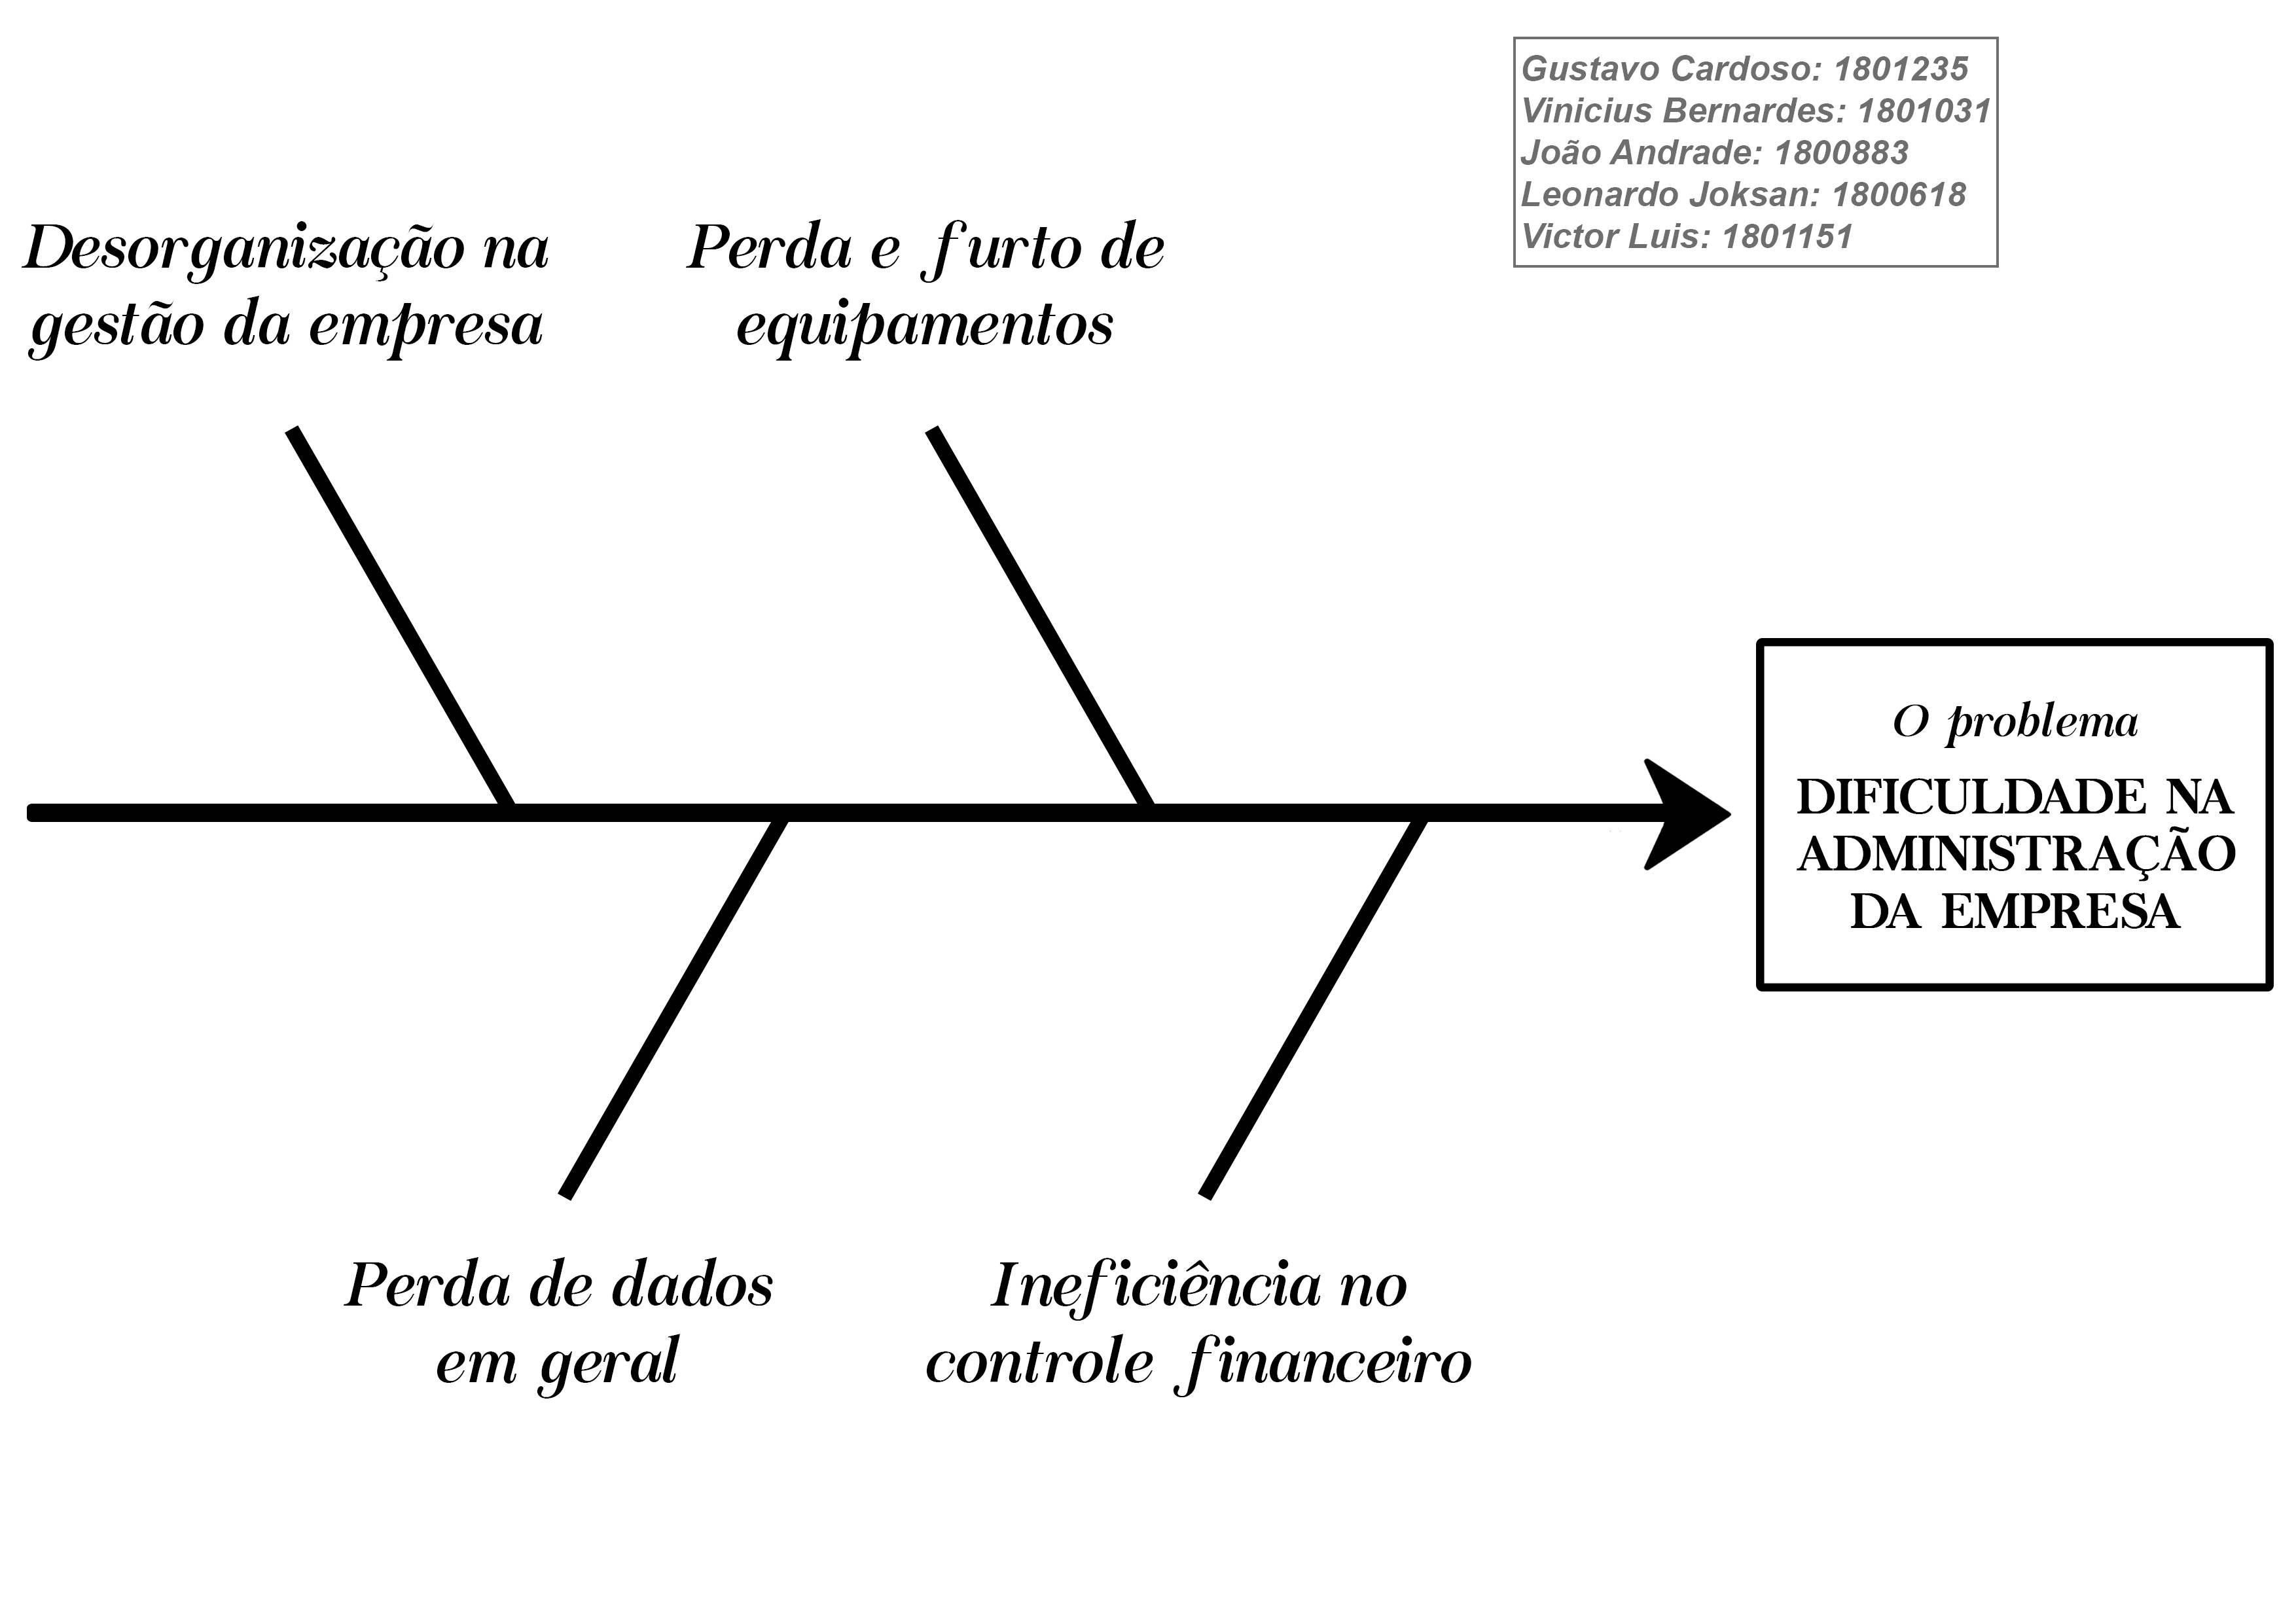 Gustavo Cardoso: 1801235
Vinicius Bernardes: 1801031
João Andrade: 1800883
Leonardo Joksan: 1800618
Victor Luis: 1801151
Desorganização na
gestão da empresa
Perda e furto de
equipamentos
O problema
DIFICULDADE NA
ADMINISTRAÇÃO
DA EMPRESA
Perda de dados
em geral
Ineficiência no
controle financeiro